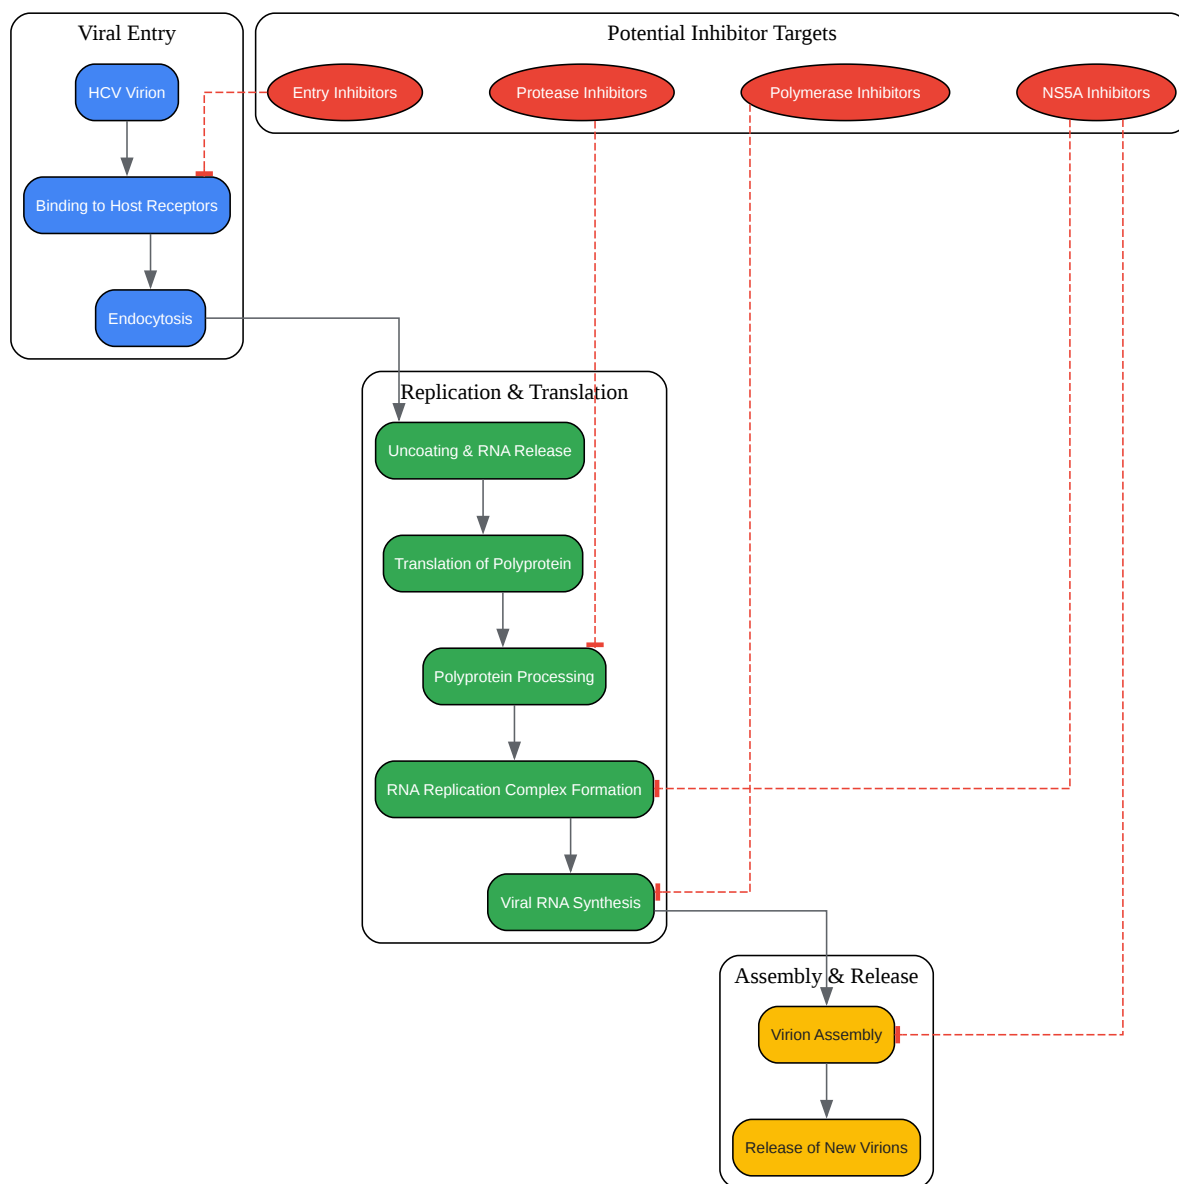 Viral Entry
HCV Virion
Binding to Host Receptors
Endocytosis
Potential Inhibitor Targets
Entry Inhibitors
Protease Inhibitors
Polymerase Inhibitors
NS5A Inhibitors
Replication & Translation
Uncoating & RNA Release
Translation of Polyprotein
Polyprotein Processing
RNA Replication Complex Formation
Viral RNA Synthesis
Assembly & Release
Virion Assembly
Release of New Virions